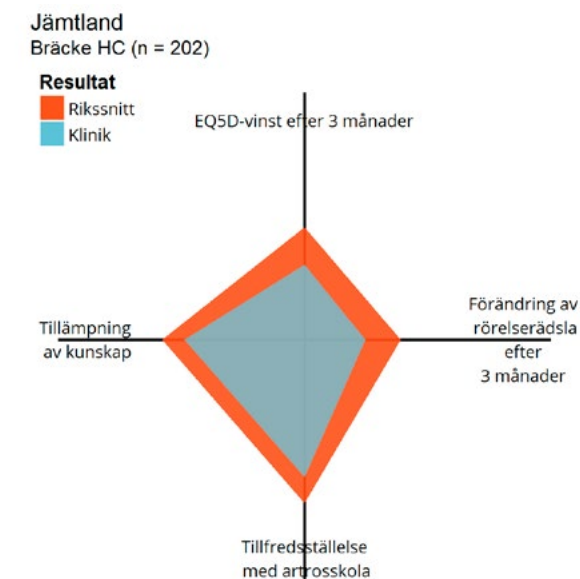 Jämtland
Bräcke HC (n = 202)
Resultat
Rikssnitt
Klinik
EQ5D-vinst efter 3 månader
Förändring av
rörelserädsla
efter
3 månader
Tillämpning
av kunskap
Tillfredsställelse
med artrosskola